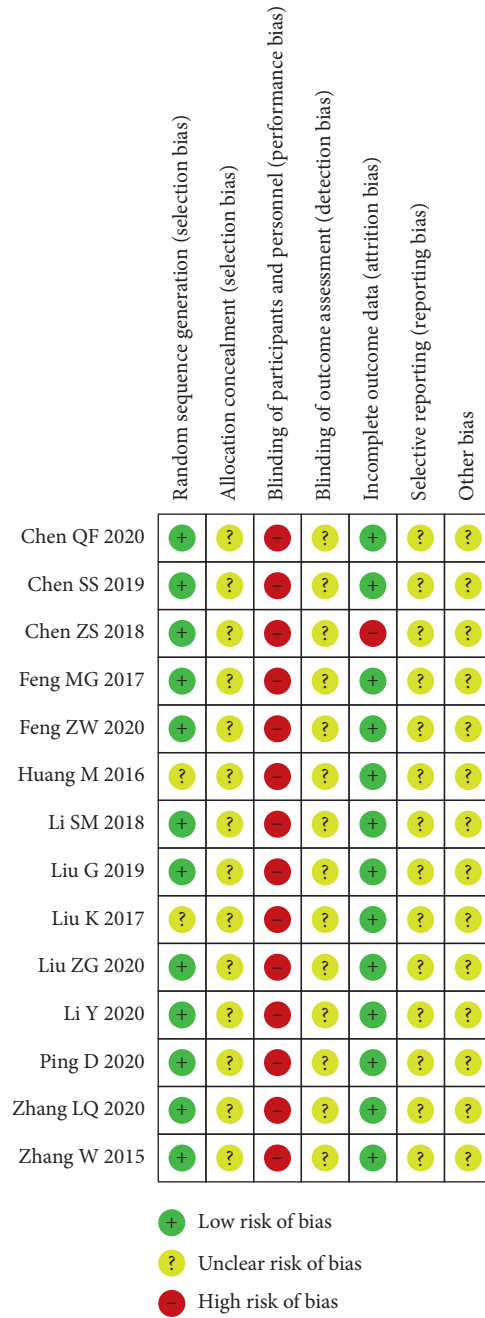 Random sequence generation (selection bias)
Allocation concealment (selection bias)
Blinding of participants and personnel (performance bias)
Blinding of outcome assessment (detection bias)
Incomplete outcome data (attrition bias)
Selective reporting (reporting bias)
Other bias
Chen QF 2020 + ? – ? + ? ?
Chen SS 2019 + ? – ? + ? ?
Chen ZS 2018 + ? – ? – ? ?
Feng MG 2017 + ? – ? + ? ?
Feng ZW 2020 + ? – ? + ? ?
Huang M 2016 ? ? – ? + ? ?
Li SM 2018 + ? – ? + ? ?
Liu G 2019 + ? – ? + ? ?
Liu K 2017 ? ? – ? + ? ?
Liu ZG 2020 + ? – ? + ? ?
Li Y 2020 + ? – ? + ? ?
Ping D 2020 + ? – ? + ? ?
Zhang LQ 2020 + ? – ? + ? ?
Zhang W 2015 + ? – ? + ? ?
+ Low risk of bias
? Unclear risk of bias
– High risk of bias